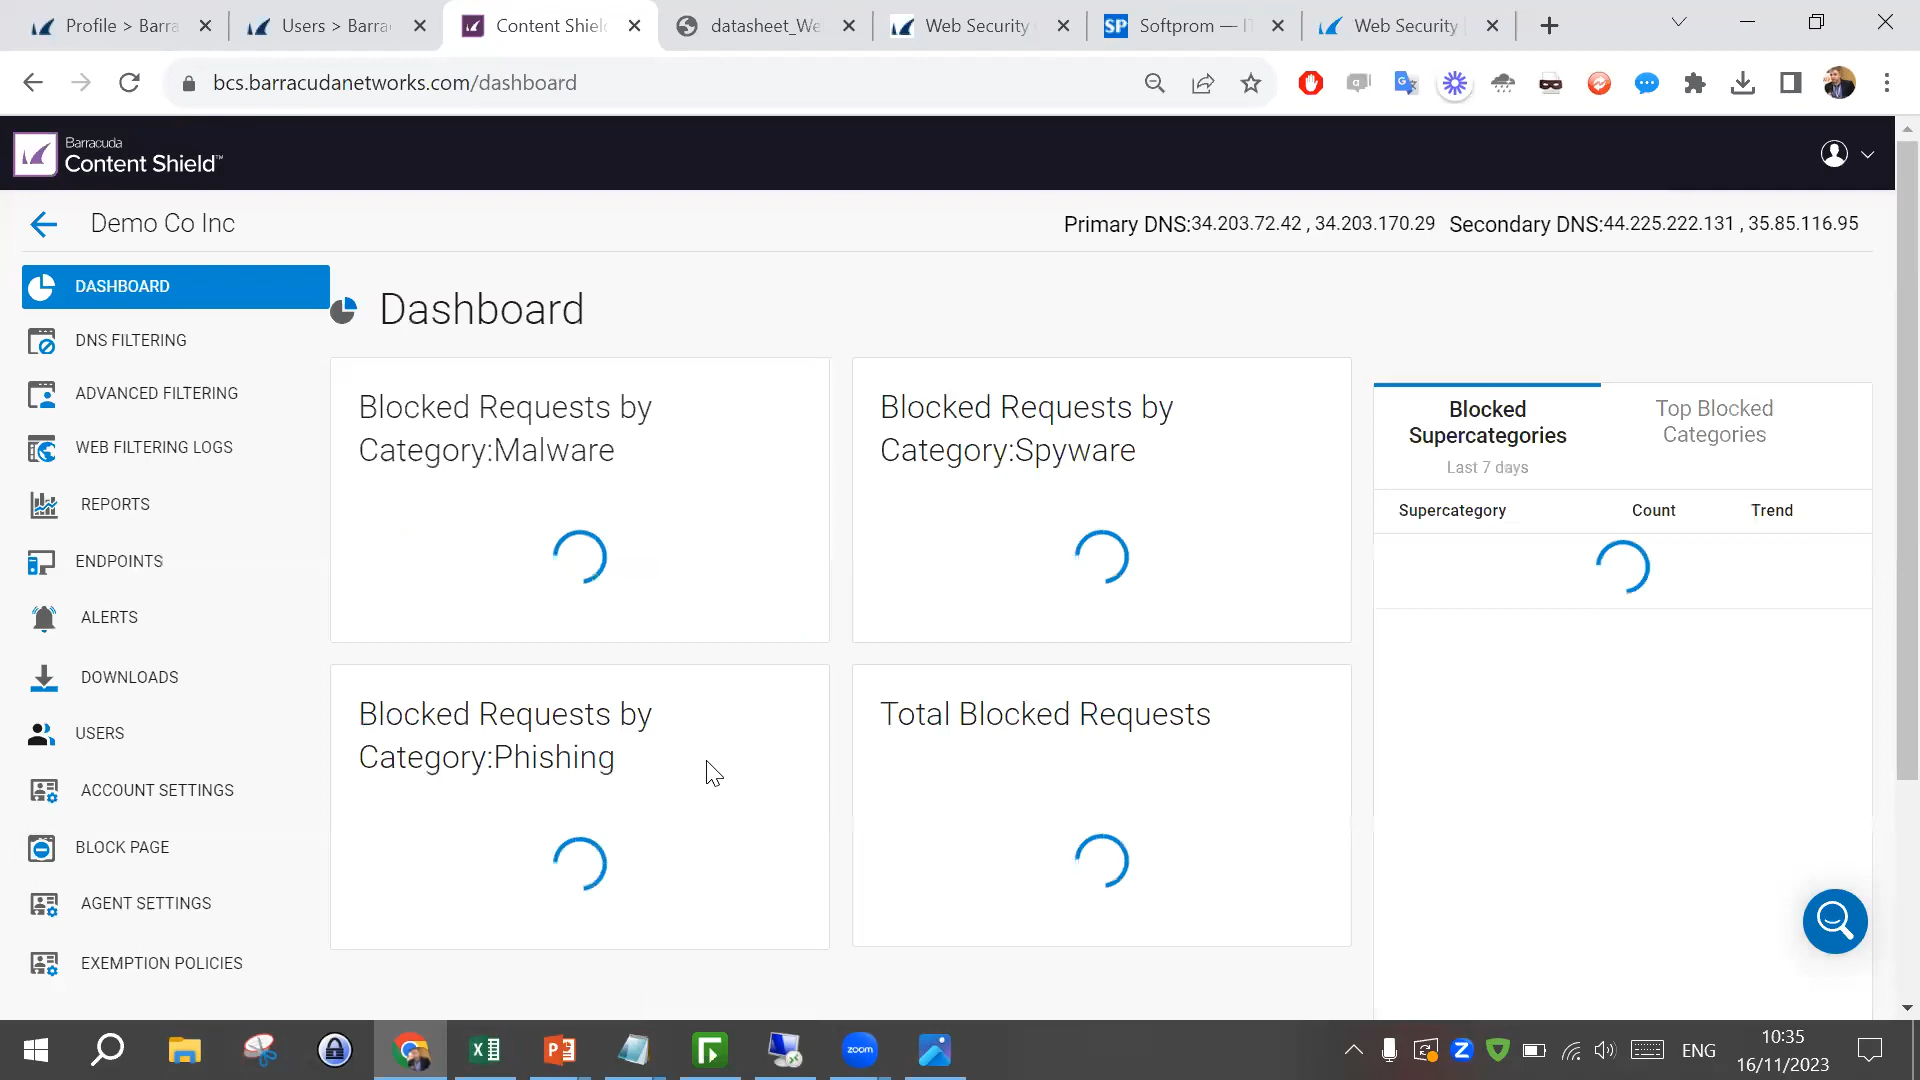 Profile > Barra
Users > Barra
Content Shiel
datasheet_We
Web Security
SP
Softprom — IT
Web Security
bcs.barracudanetworks.com/dashboard
Barracuda
Content Shield™
Demo Co Inc
Primary DNS:34.203.72.42 , 34.203.170.29 Secondary DNS:44.225.222.131 , 35.85.116.95
DASHBOARD
DNS FILTERING
ADVANCED FILTERING
WEB FILTERING LOGS
REPORTS
ENDPOINTS
ALERTS
DOWNLOADS
USERS
ACCOUNT SETTINGS
BLOCK PAGE
AGENT SETTINGS
EXEMPTION POLICIES
Dashboard
Blocked Requests by
Category:Malware
Blocked Requests by
Category:Spyware
Blocked Requests by
Category:Phishing
Total Blocked Requests
Blocked
Supercategories
Last 7 days
Top Blocked
Categories
Supercategory Count Trend
zoom
ENG
10:35
16/11/2023